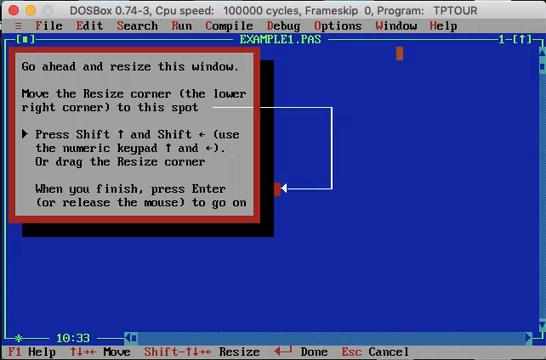 DOSBox 0.74-3, Cpu speed: 100000 cycles, Frameskip 0, Program: TPTOUR
≡ File Edit Search Run Compile Debug Options Window Help
[■] EXAMPLE1.PAS 1-[↑]
Go ahead and resize this window.
Move the Resize corner (the lower
right corner) to this spot
► Press Shift ↑ and Shift ← (use
the numeric keypad ↑ and ←).
Or drag the Resize corner
When you finish, press Enter
(or release the mouse) to go on
* 10:33
F1 Help ↑↓→← Move Shift-↑↓→← Resize ←┘ Done Esc Cancel